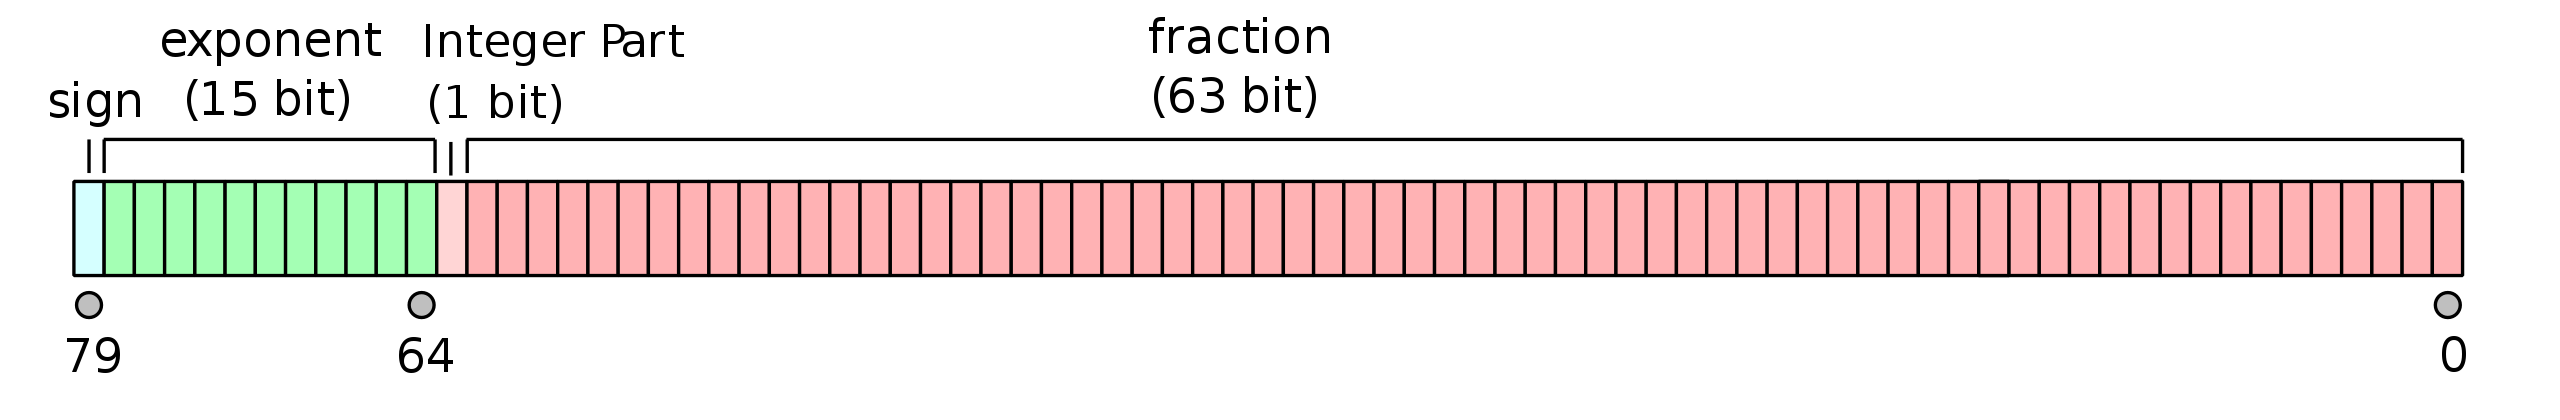 sign
exponent
(15 bit)
Integer Part
(1 bit)
fraction
(63 bit)
79
64
0